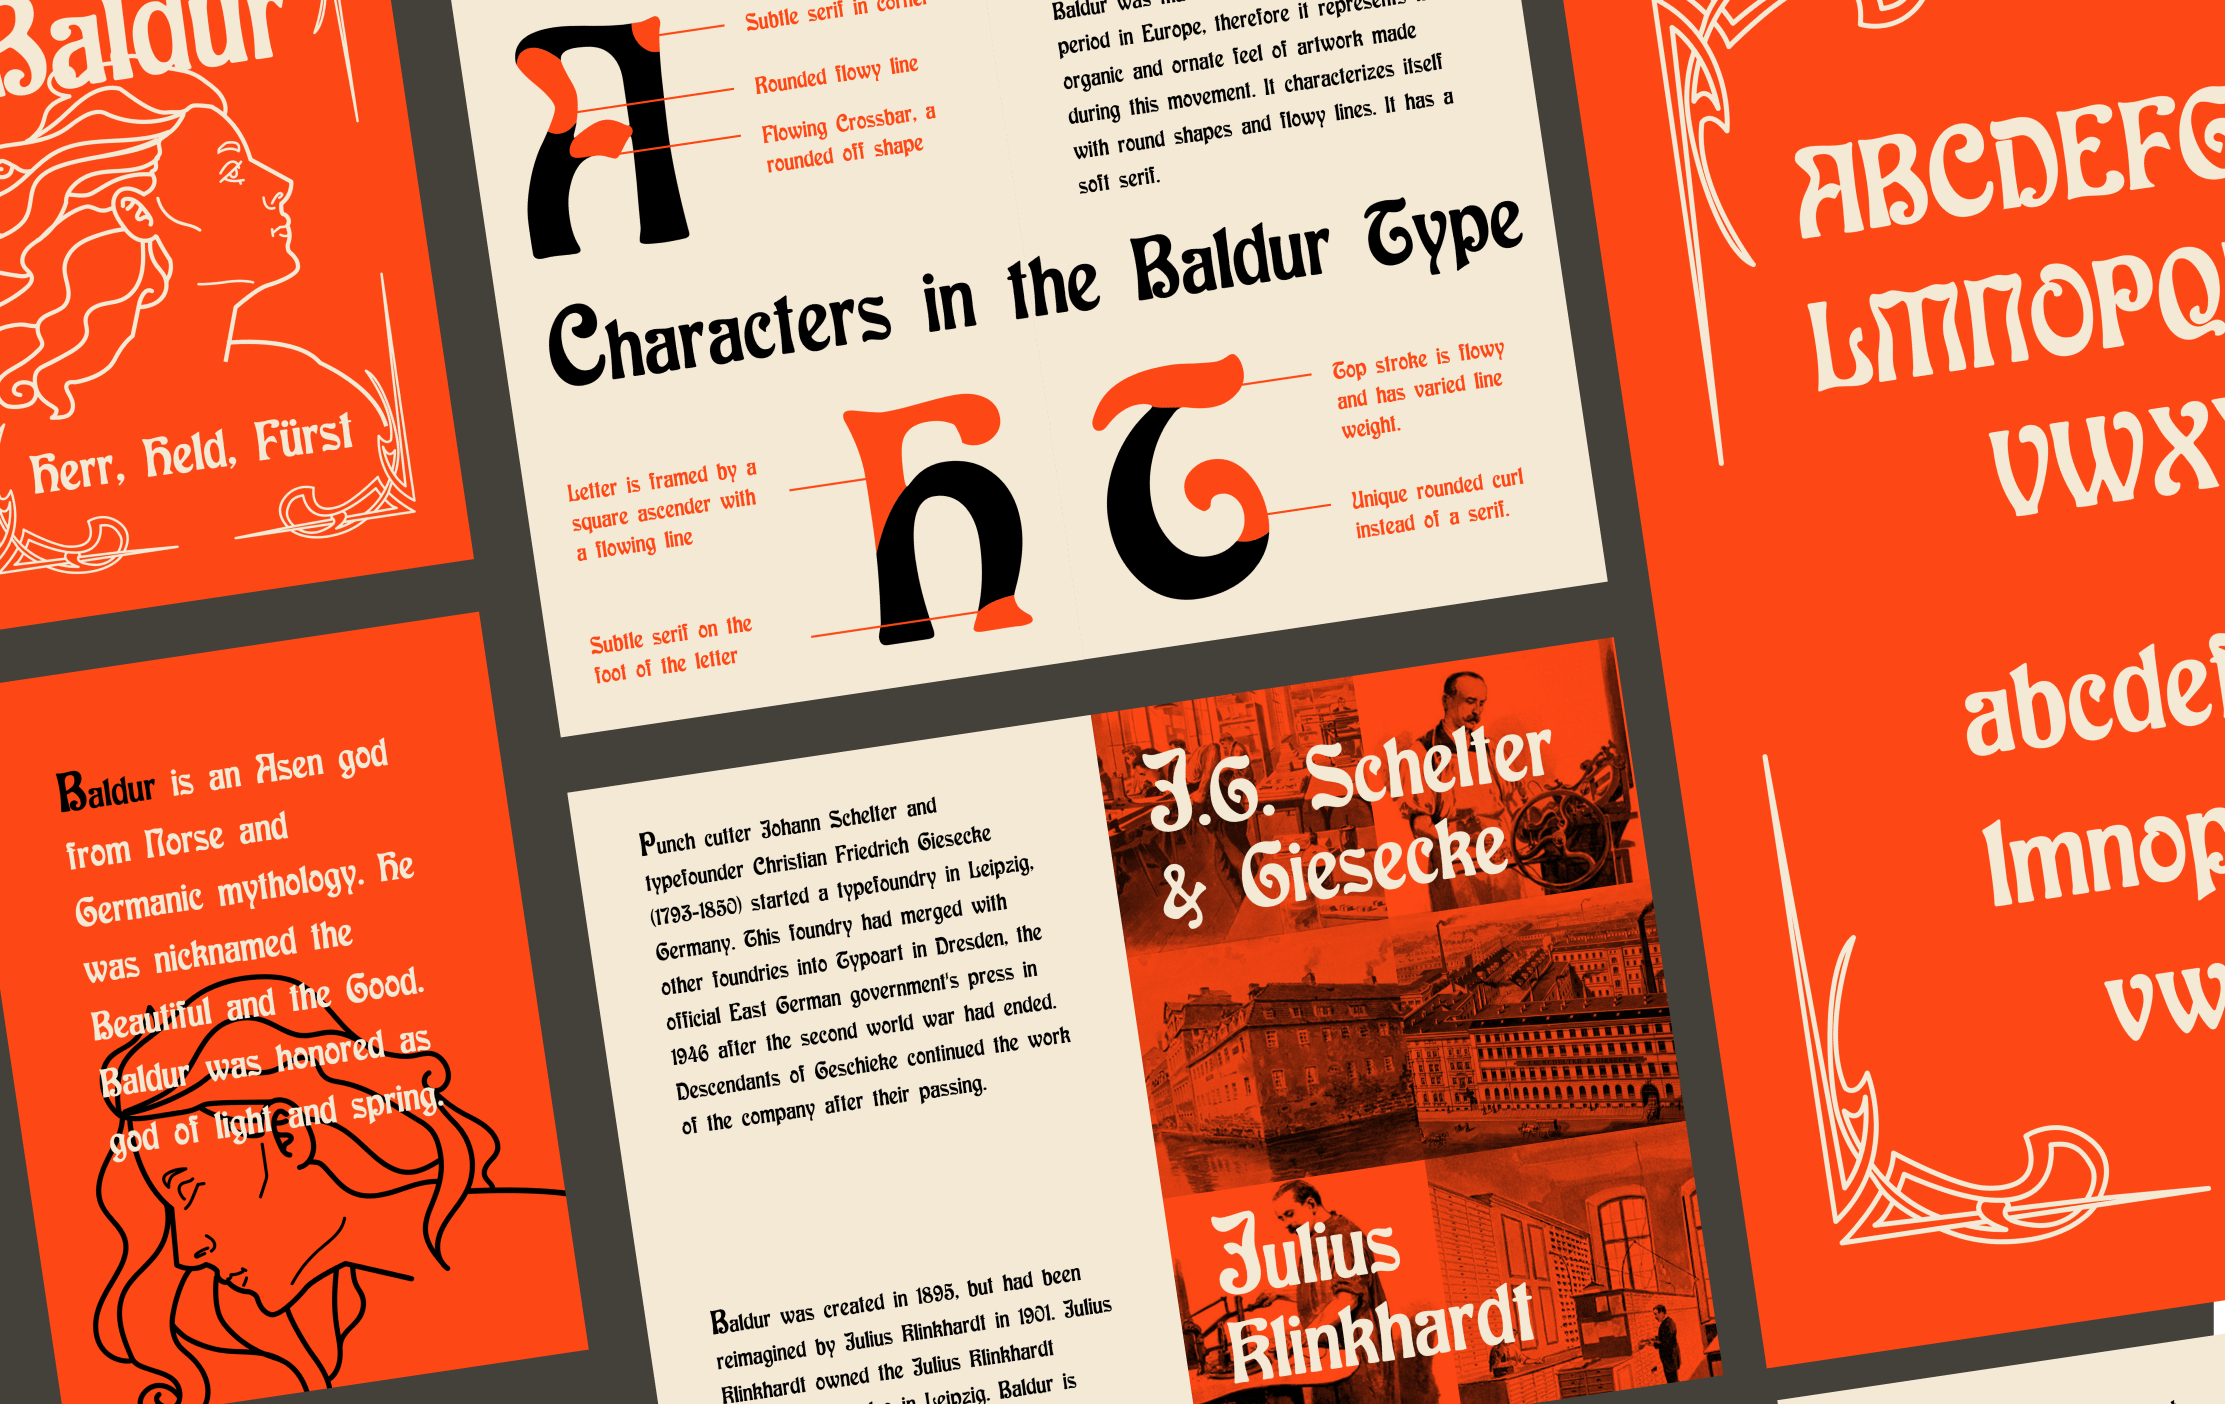 Baldur
Herr, Held, Fürst
Baldur is an Asen god
from Norse and
Germanic mythology. He
was nicknamed the
Beautiful and the Good.
Baldur was honored as
god of light and spring.
Subtle serif in corner
Rounded flowy line
Flowing Crossbar, a
rounded off shape
Baldur was
period in Europe, therefore it represents
organic and ornate feel of artwork made
during this movement. It characterizes itself
with round shapes and flowy lines. It has a
soft serif.
Characters in the Baldur Type
A
H
T
Letter is framed by a
square ascender with
a flowing line
Subtle serif on the
foot of the letter
Top stroke is flowy
and has varied line
weight.
Unique rounded curl
instead of a serif.
Punch cutter Johann Schelter and
typefounder Christian Friedrich Giesecke
(1793-1850) started a typefoundry in Leipzig,
Germany. This foundry had merged with
other foundries into Typoart in Dresden, the
official East German government's press in
1946 after the second world war had ended.
Descendants of Geschieke continued the work
of the company after their passing.
Baldur was created in 1895, but had been
reimagined by Julius Klinkhardt in 1901. Julius
Klinkhardt owned the Julius Klinkhardt
in Leipzig. Baldur is
J.G. Schelter
& Giesecke
Julius
Klinkhardt
ABCDEFG
LMNOPQ
VWX
abcdef
lmnop
vw